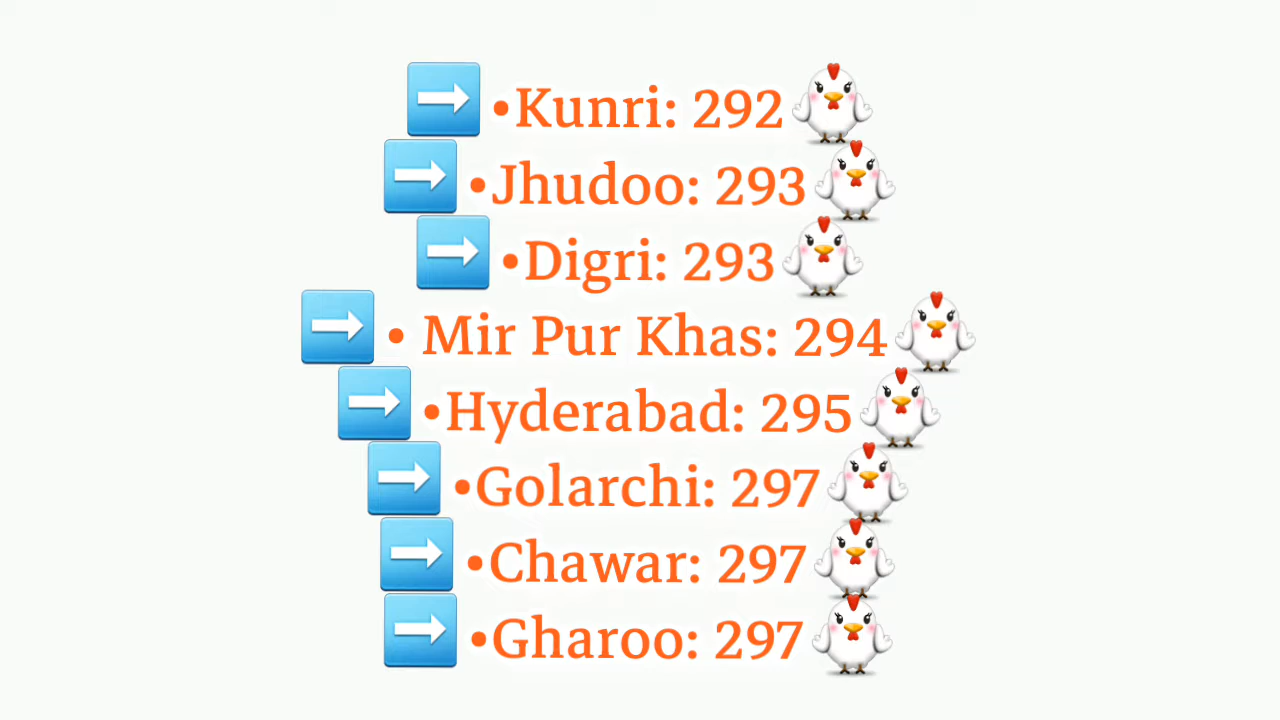 •Kunri: 292
•Jhudoo: 293
•Digri: 293
• Mir Pur Khas: 294
•Hyderabad: 295
•Golarchi: 297
•Chawar: 297
•Gharoo: 297